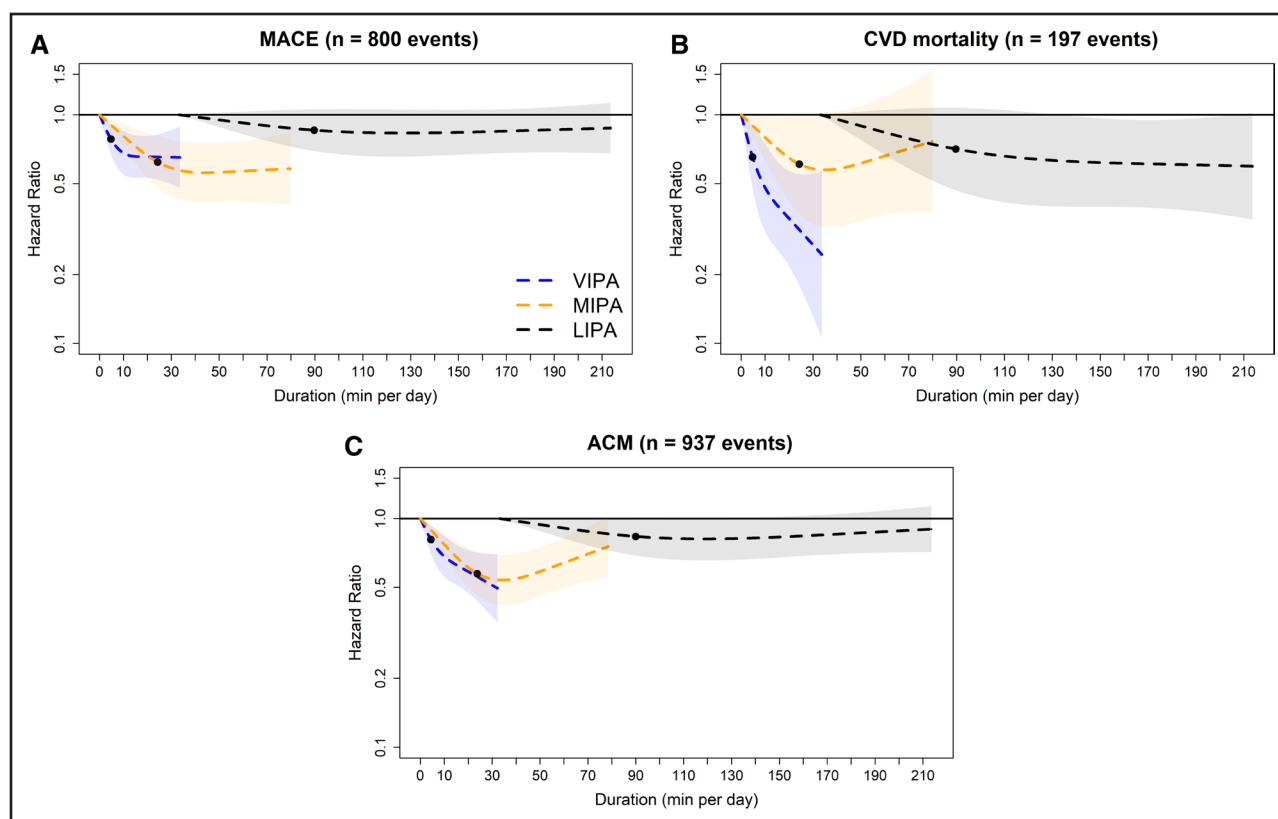 A
MACE (n = 800 events)
Hazard Ratio
1.5
1.0
0.5
0.2
0.1
VIPA
MIPA
LIPA
0 10 30 50 70 90 110 130 150 170 190 210
Duration (min per day)
B
CVD mortality (n = 197 events)
Hazard Ratio
1.5
1.0
0.5
0.2
0.1
0 10 30 50 70 90 110 130 150 170 190 210
Duration (min per day)
C
ACM (n = 937 events)
Hazard Ratio
1.5
1.0
0.5
0.2
0.1
0 10 30 50 70 90 110 130 150 170 190 210
Duration (min per day)